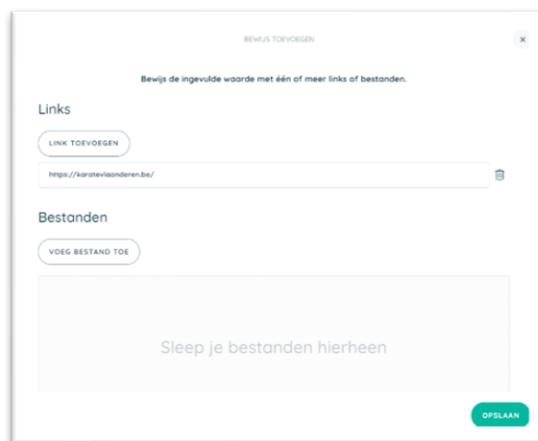 BEWIJS TOEVOEGEN
Bewijs de ingevulde waarde met één of meer links of bestanden.
Links
LINK TOEVOEGEN
https://karatevlaanderen.be/
Bestanden
VOEG BESTAND TOE
Sleep je bestanden hierheen
OPSLAAN